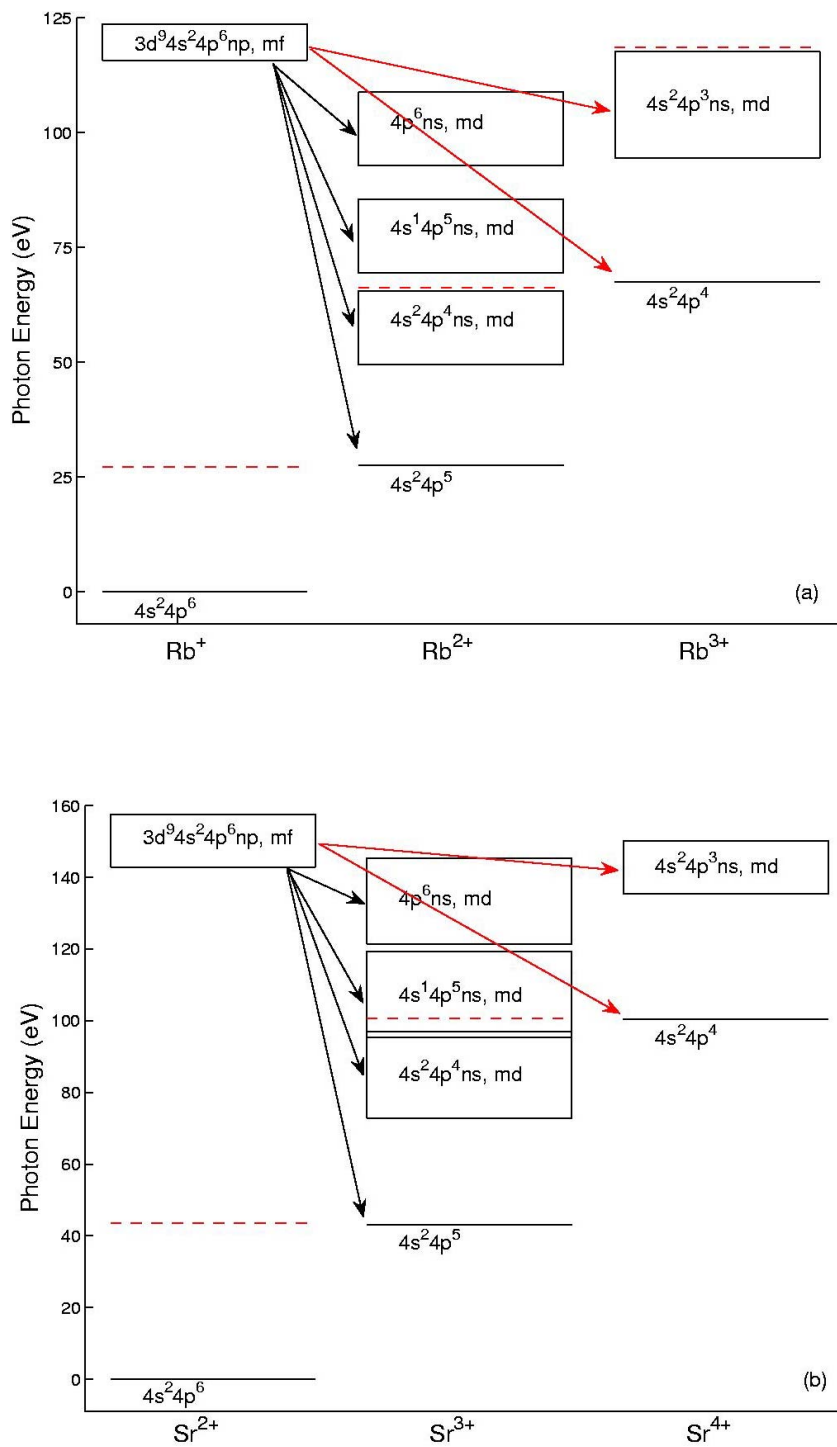 125
3d⁹4s²4p⁶np, mf
4s²4p³ns, md
4p⁶ns, md
100
4s¹4p⁵ns, md
75
4s²4p⁴
4s²4p⁴ns, md
50
Photon Energy (eV)
4s²4p⁵
25
0
4s²4p⁶
(a)
Rb⁺ Rb²⁺ Rb³⁺
160
3d⁹4s²4p⁶np, mf
4s²4p³ns, md
140
4p⁶ns, md
120
4s¹4p⁵ns, md
100
4s²4p⁴
4s²4p⁴ns, md
80
Photon Energy (eV)
60
40
4s²4p⁵
20
0
4s²4p⁶
(b)
Sr²⁺ Sr³⁺ Sr⁴⁺